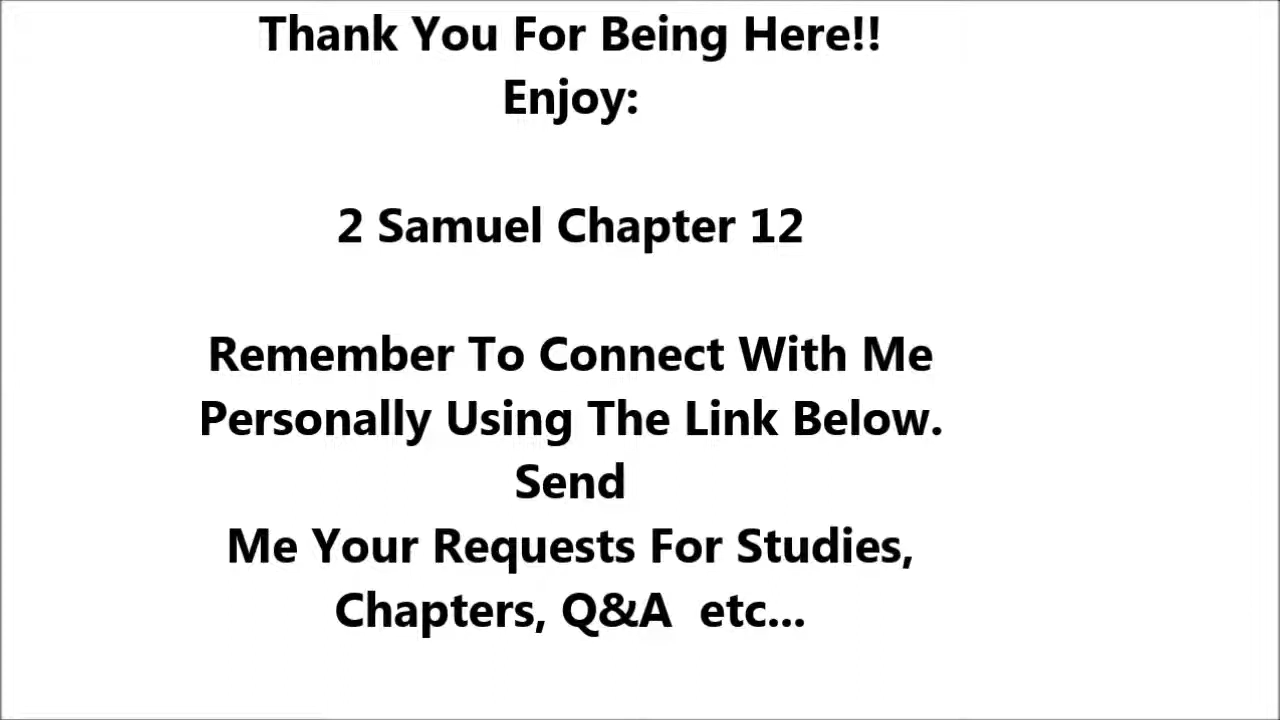 Thank You For Being Here!!
Enjoy:
2 Samuel Chapter 12
Remember To Connect With Me
Personally Using The Link Below.
Send
Me Your Requests For Studies,
Chapters, Q&A  etc...